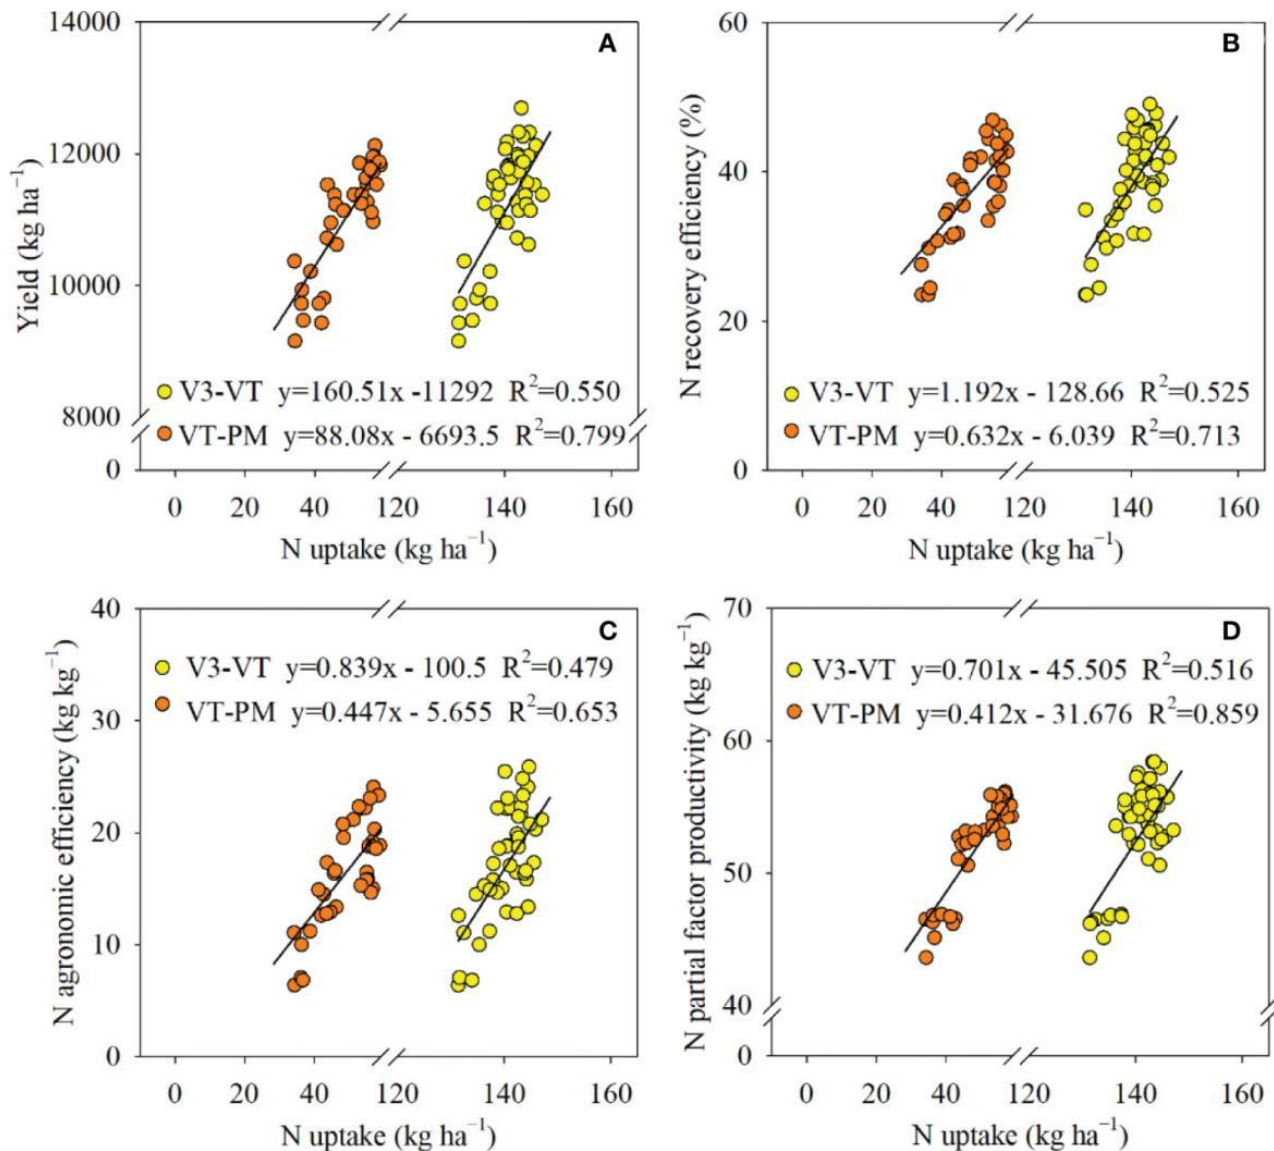 A
14000
12000
10000
8000
0
Yield (kg ha⁻¹)
V3-VT y=160.51x -11292 R²=0.550
VT-PM y=88.08x - 6693.5 R²=0.799
0 20 40 120 140 160
N uptake (kg ha⁻¹)
B
60
40
20
0
N recovery efficiency (%)
V3-VT y=1.192x - 128.66 R²=0.525
VT-PM y=0.632x - 6.039 R²=0.713
0 20 40 120 140 160
N uptake (kg ha⁻¹)
C
40
30
20
10
0
N agronomic efficiency (kg kg⁻¹)
V3-VT y=0.839x - 100.5 R²=0.479
VT-PM y=0.447x - 5.655 R²=0.653
0 20 40 120 140 160
N uptake (kg ha⁻¹)
D
70
60
50
40
0
N partial factor productivity (kg kg⁻¹)
V3-VT y=0.701x - 45.505 R²=0.516
VT-PM y=0.412x - 31.676 R²=0.859
0 20 40 120 140 160
N uptake (kg ha⁻¹)